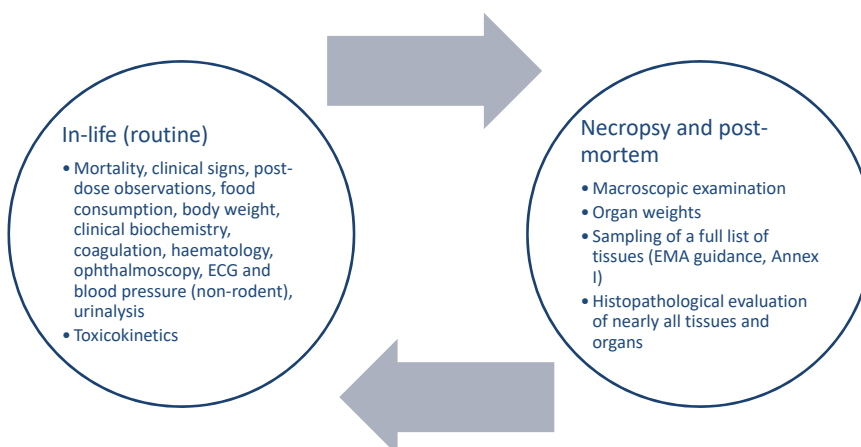 In-life (routine)
• Mortality, clinical signs, post-
dose observations, food
consumption, body weight,
clinical biochemistry,
coagulation, haematology,
ophthalmoscopy, ECG and
blood pressure (non-rodent),
urinalysis
• Toxicokinetics
Necropsy and post-
mortem
• Macroscopic examination
• Organ weights
• Sampling of a full list of
tissues (EMA guidance, Annex
I)
• Histopathological evaluation
of nearly all tissues and
organs